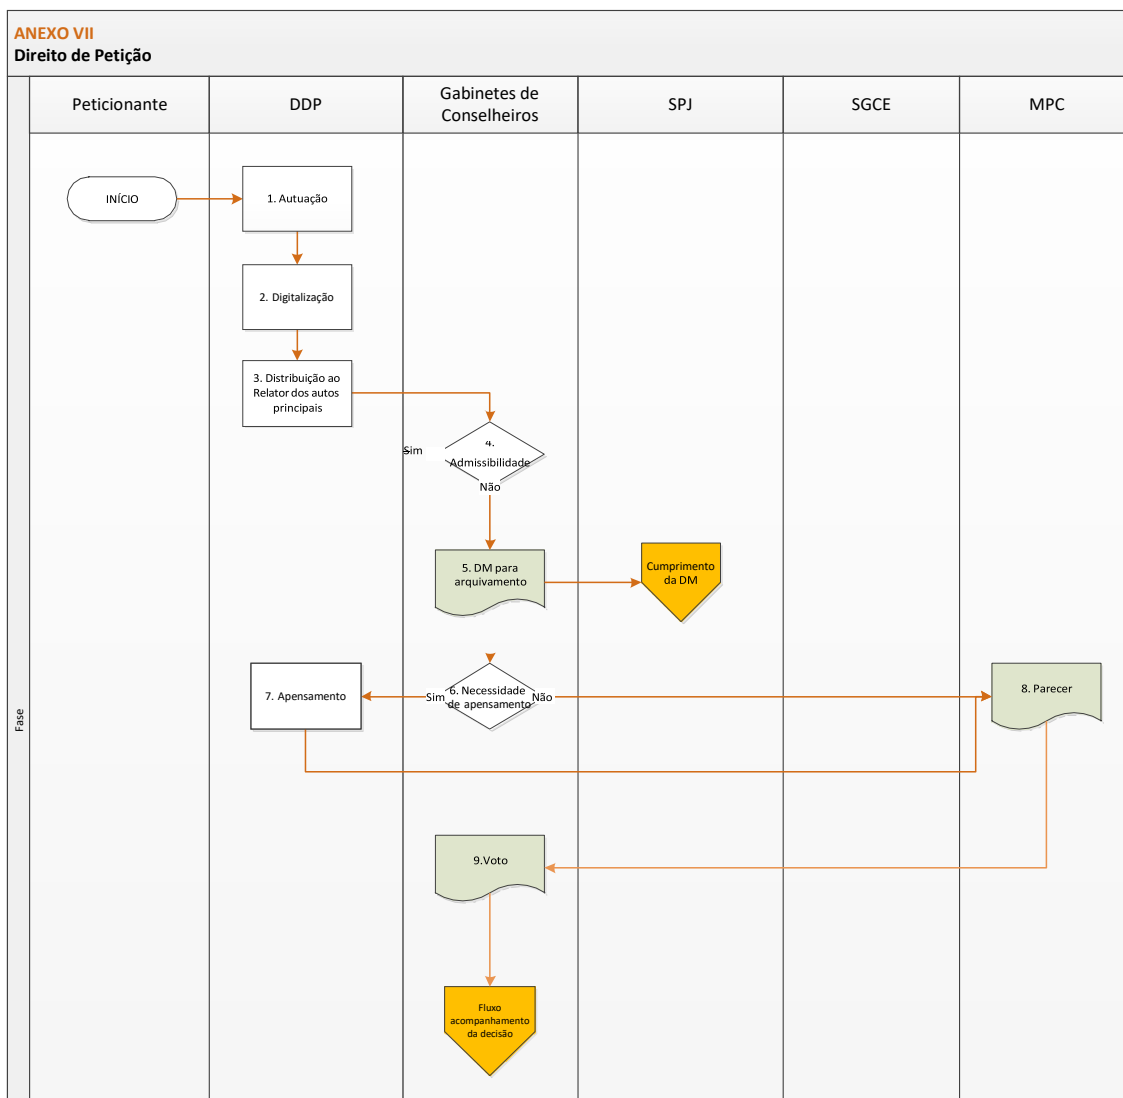 ANEXO VII
Direito de Petição
Fase
Peticionante
DDP
Gabinetes de
Conselheiros
SPJ
SGCE
MPC
INÍCIO
1. Autuação
2. Digitalização
3. Distribuição ao
Relator dos autos
principais
4.
Admissibilidade
Sim
Não
5. DM para
arquivamento
Cumprimento
da DM
6. Necessidade
de apensamento
Sim
Não
7. Apensamento
8. Parecer
9.Voto
Fluxo
acompanhamento
da decisão